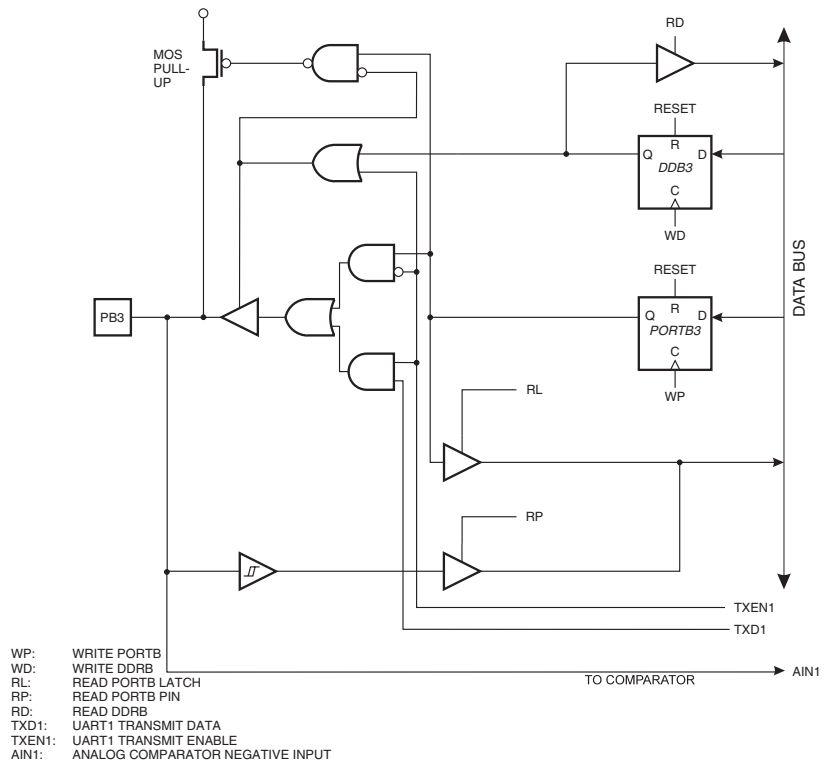 RD
MOS
PULL-
UP
RESET
R
Q
D
DDB3
C
WD
DATA BUS
RESET
R
Q
D
PORTB3
C
WP
PB3
RL
RP
TXEN1
TXD1
TO COMPARATOR
AIN1
WP: WRITE PORTB
WD: WRITE DDRB
RL: READ PORTB LATCH
RP: READ PORTB PIN
RD: READ DDRB
TXD1: UART1 TRANSMIT DATA
TXEN1: UART1 TRANSMIT ENABLE
AIN1: ANALOG COMPARATOR NEGATIVE INPUT